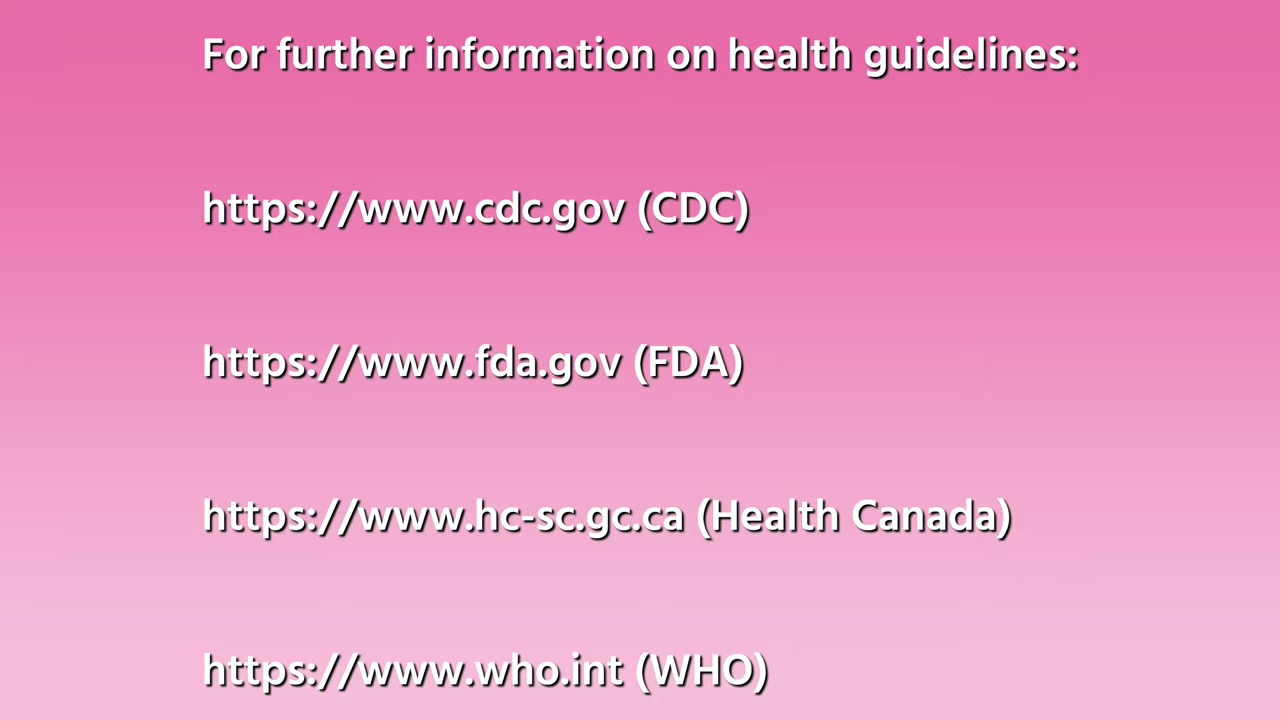 For further information on health guidelines:
https://www.cdc.gov (CDC)
https://www.fda.gov (FDA)
https://www.hc-sc.gc.ca (Health Canada)
https://www.who.int (WHO)